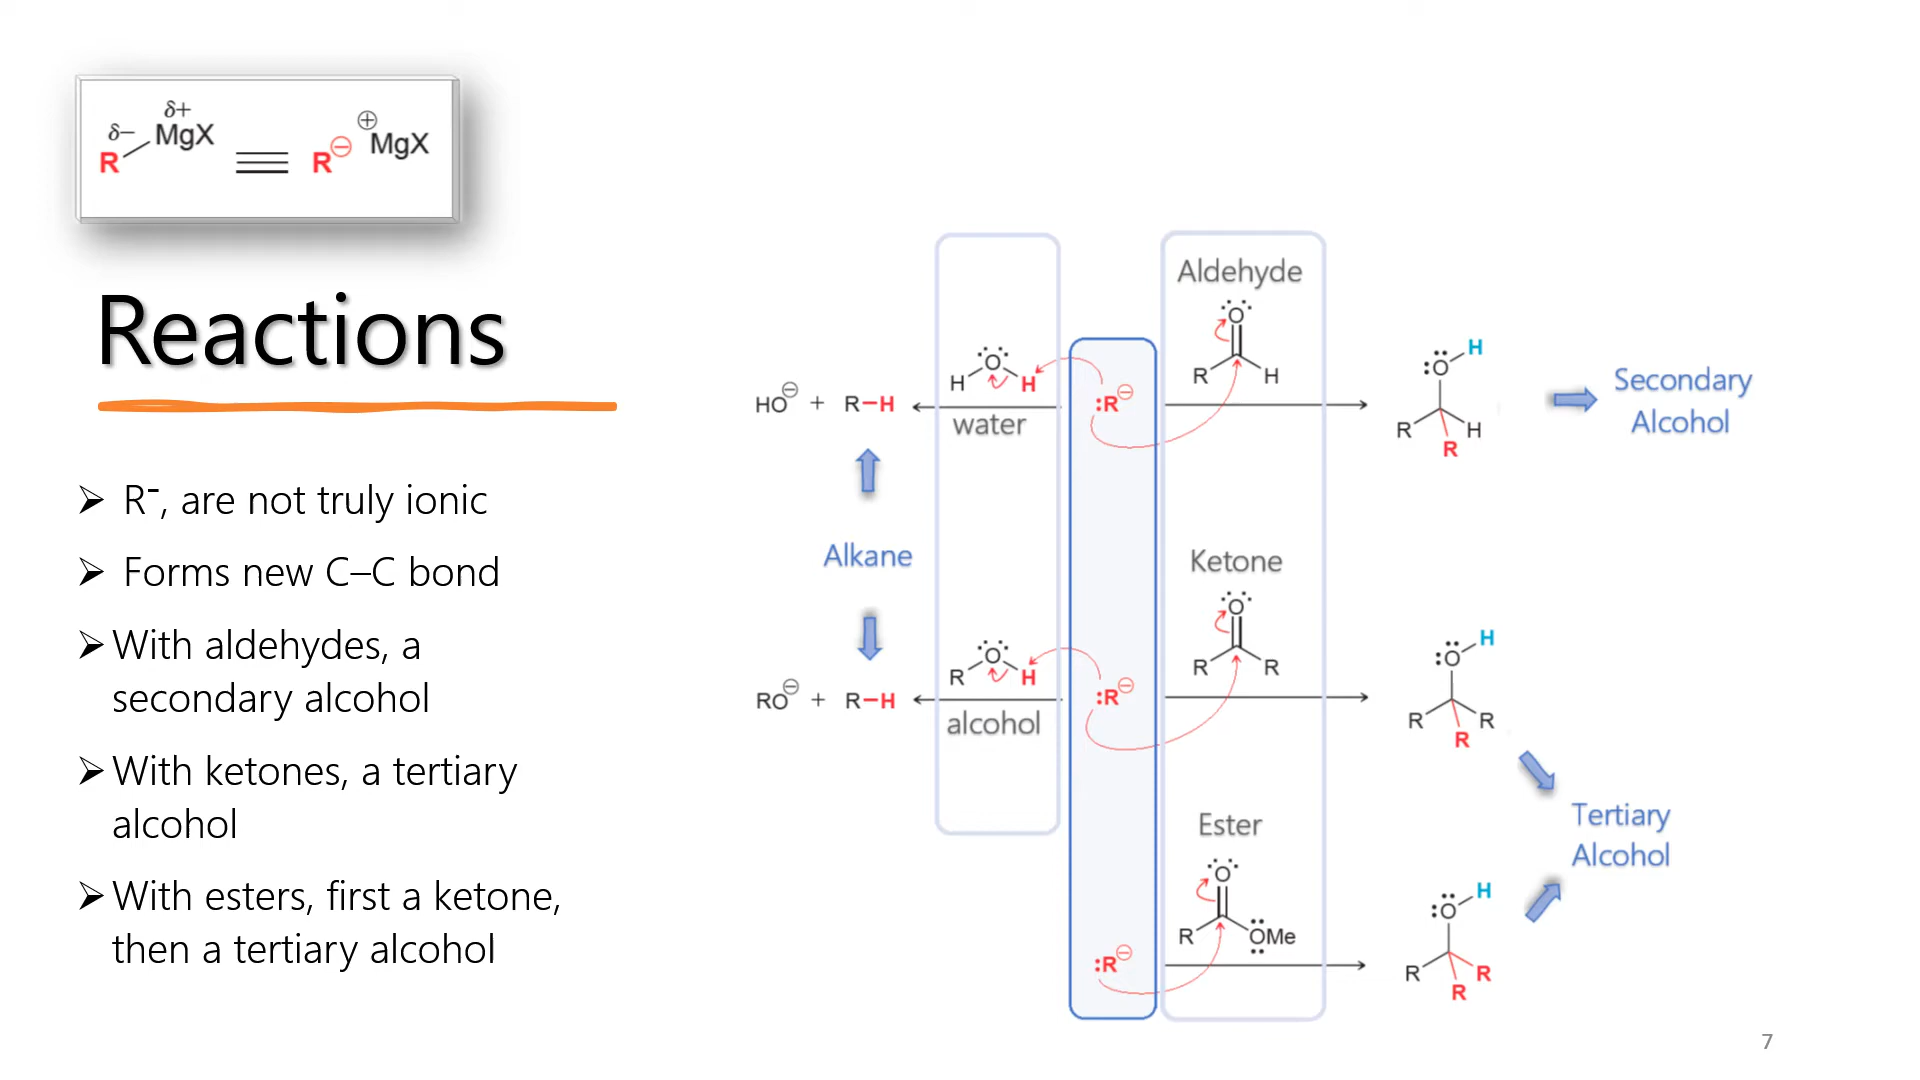 δ− R δ+ MgX ≡ R⊖ ⊕MgX
Reactions
➢ R⁻, are not truly ionic
➢ Forms new C–C bond
➢ With aldehydes, a
secondary alcohol
➢ With ketones, a tertiary
alcohol
➢ With esters, first a ketone,
then a tertiary alcohol
HO⊖ + R–H
Alkane
RO⊖ + R–H
H O H
water
R O H
alcohol
:R⊖
:R⊖
:R⊖
Aldehyde
O
R H
Ketone
O
R R
Ester
O
R OMe
:O H
R H
R
Secondary
Alcohol
:O H
R R
R
Tertiary
Alcohol
:O H
R R
R
7